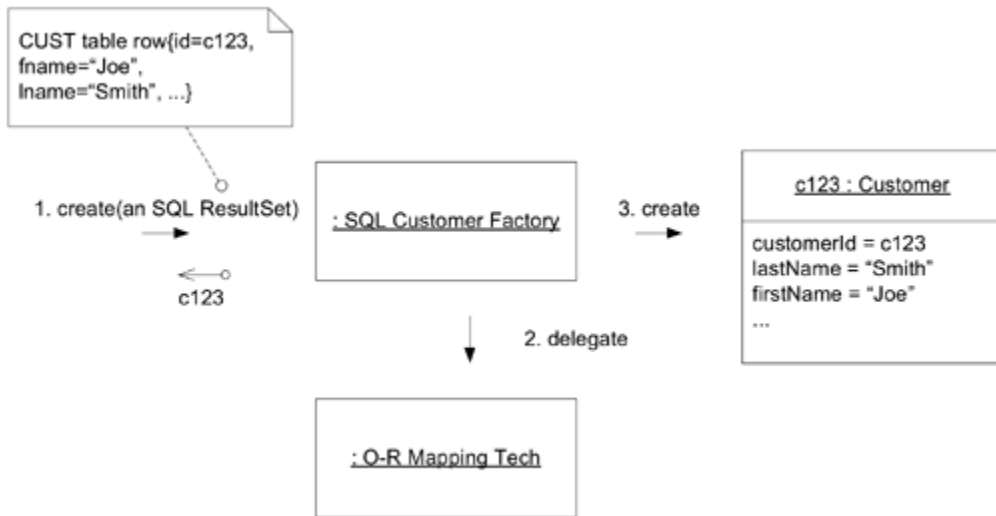 CUST table row{id=c123,
fname=“Joe”,
lname=“Smith”, ...}
1. create(an SQL ResultSet)
c123
: SQL Customer Factory
3. create
c123 : Customer
customerId = c123
lastName = “Smith”
firstName = “Joe”
...
2. delegate
: O-R Mapping Tech